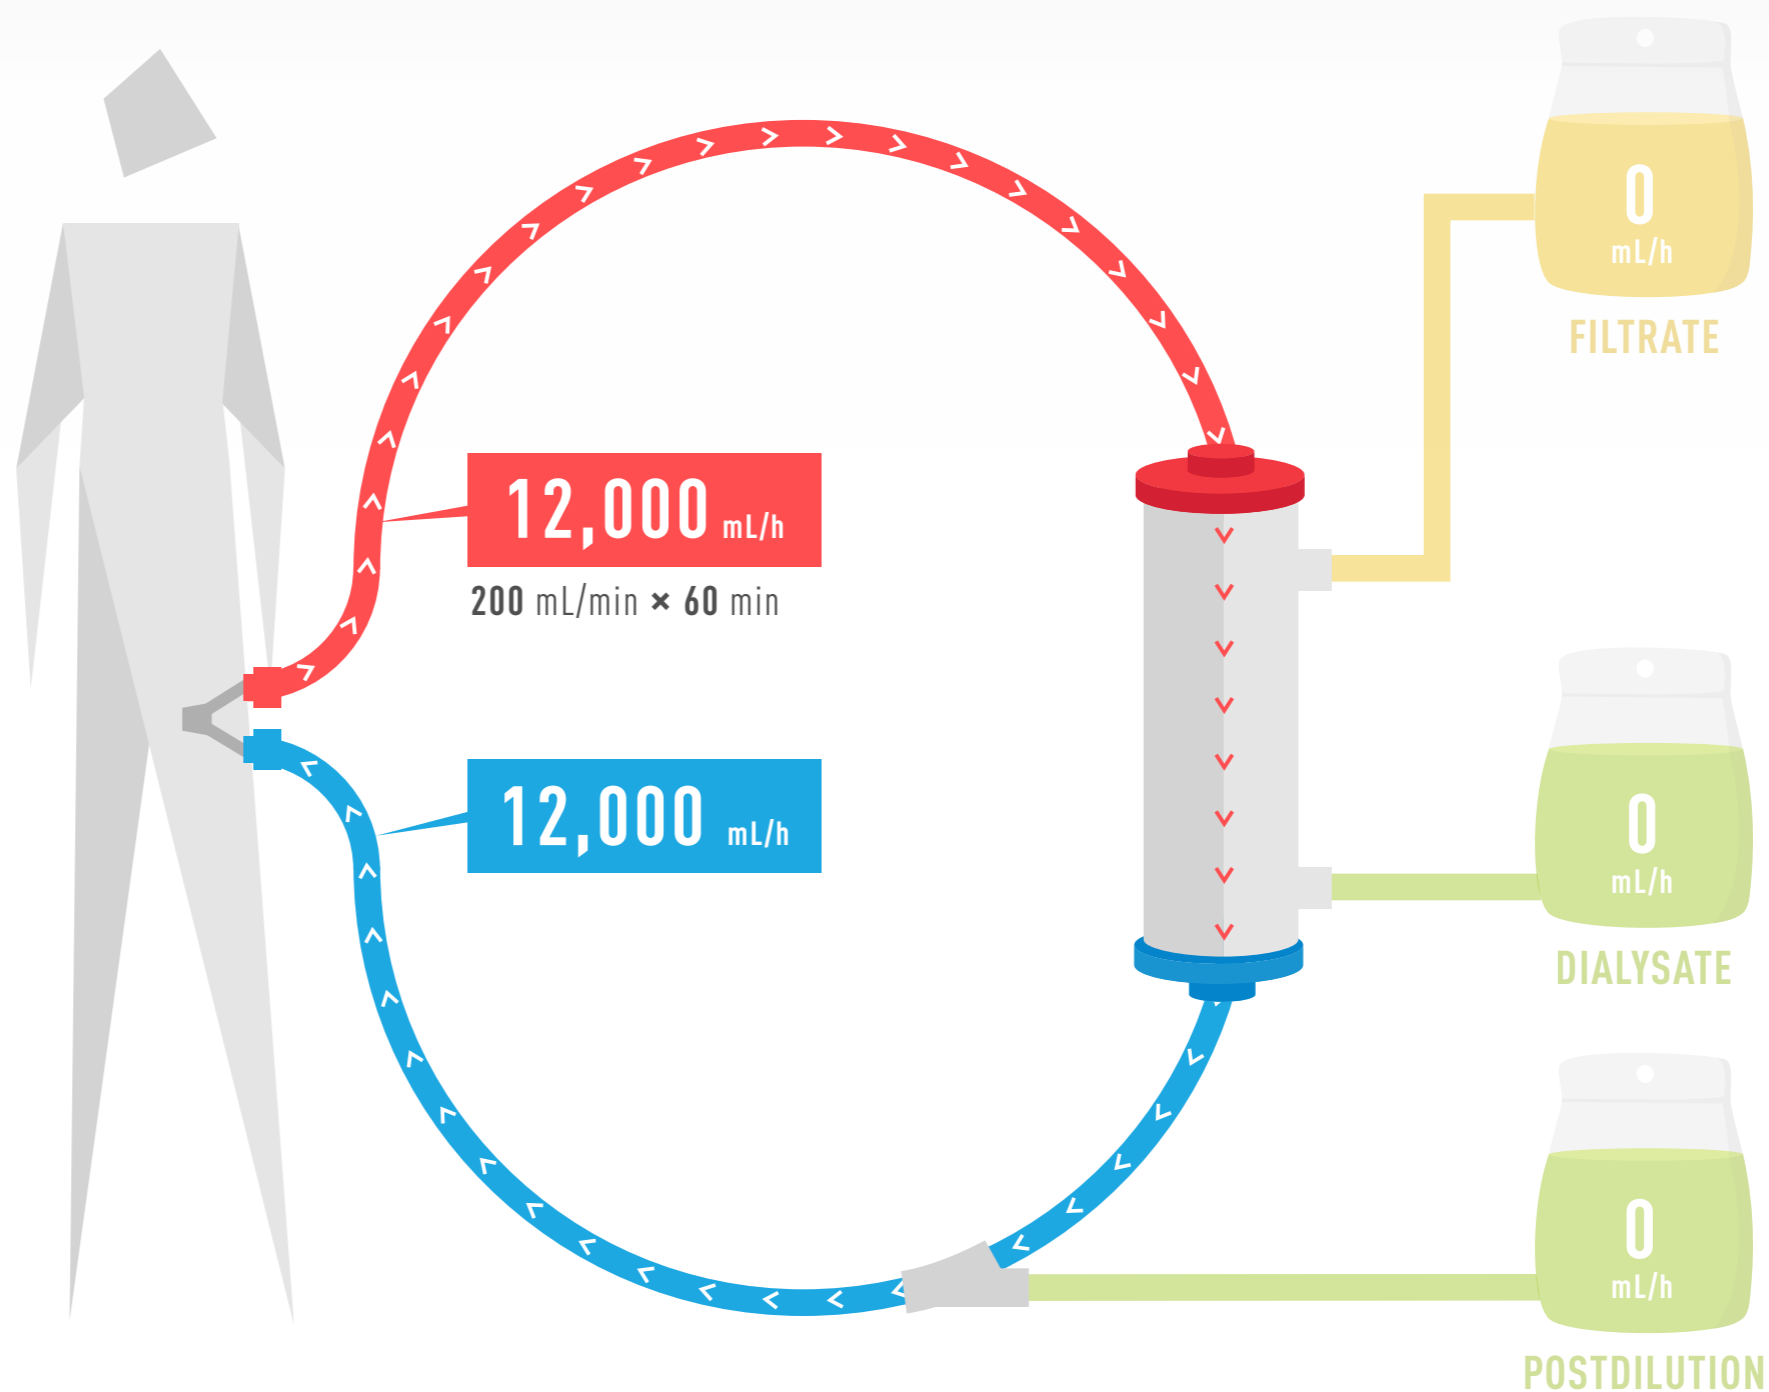 0
mL/h
FILTRATE
12,000 mL/h
200 mL/min × 60 min
12,000 mL/h
0
mL/h
DIALYSATE
0
mL/h
POSTDILUTION